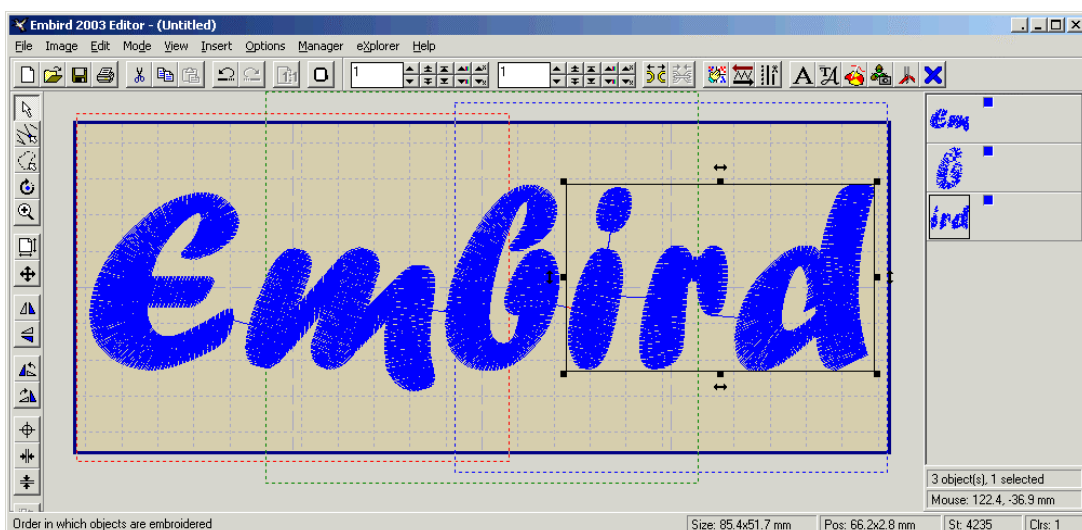 Embird 2003 Editor - (Untitled)
File Image Edit Mode View Insert Options Manager eXplorer Help
1 1
Embird
Em
b
ird
3 object(s), 1 selected
Mouse: 122.4, -36.9 mm
Order in which objects are embroidered Size: 85.4x51.7 mm Pos: 66.2x2.8 mm St: 4235 Clrs: 1